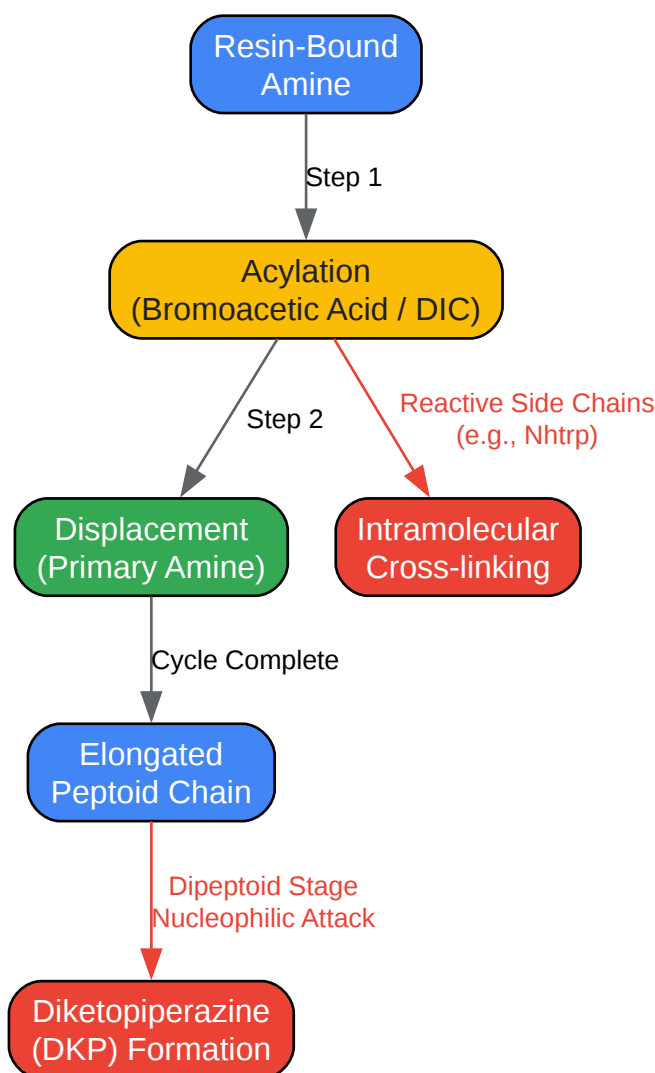 Resin-Bound
Amine
Step 1
Acylation
(Bromoacetic Acid / DIC)
Step 2
Reactive Side Chains
(e.g., Nhtrp)
Displacement
(Primary Amine)
Intramolecular
Cross-linking
Cycle Complete
Elongated
Peptoid Chain
Dipeptoid Stage
Nucleophilic Attack
Diketopiperazine
(DKP) Formation